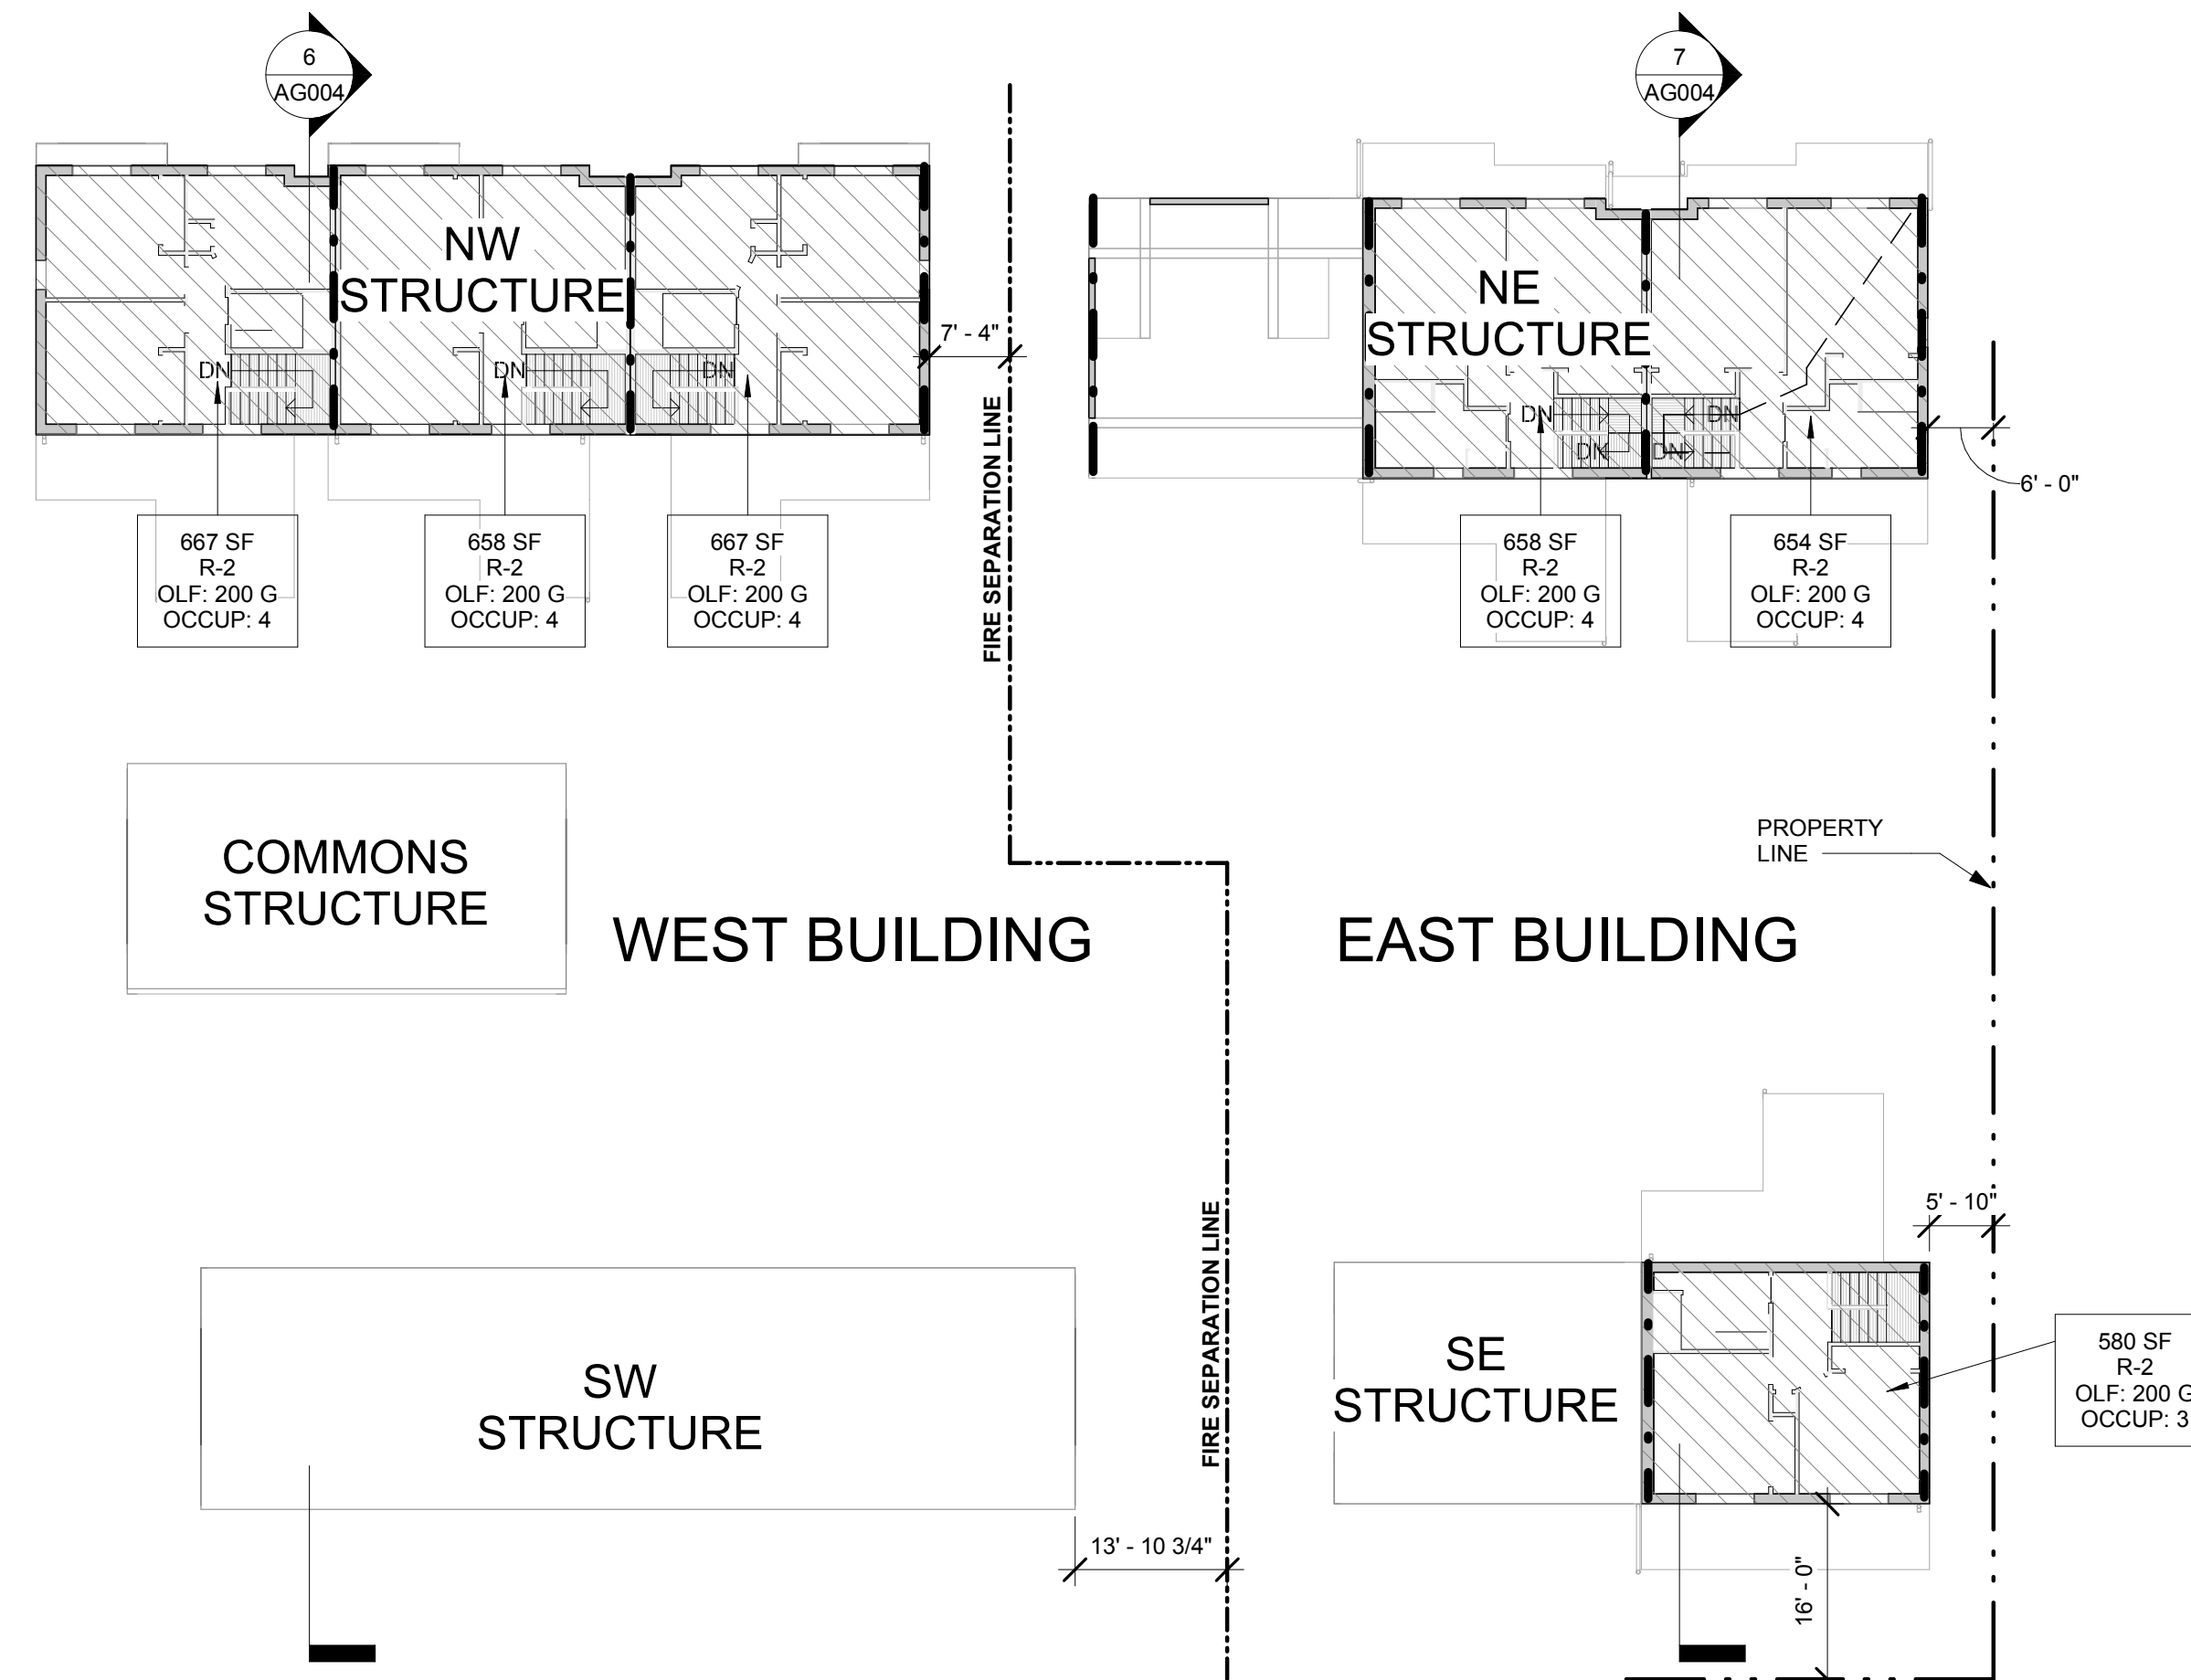 6
AG004
7
AG004
NW
STRUCTURE
NE
STRUCTURE
7' - 4"
DN
DN
DN
DN
DN
DN
DN
6' - 0"
FIRE SEPARATION LINE
667 SF
R-2
OLF: 200 G
OCCUP: 4
658 SF
R-2
OLF: 200 G
OCCUP: 4
667 SF
R-2
OLF: 200 G
OCCUP: 4
658 SF
R-2
OLF: 200 G
OCCUP: 4
654 SF
R-2
OLF: 200 G
OCCUP: 4
COMMONS
STRUCTURE
PROPERTY
LINE
WEST BUILDING
EAST BUILDING
5' - 10"
FIRE SEPARATION LINE
SW
STRUCTURE
SE
STRUCTURE
580 SF
R-2
OLF: 200 G
OCCUP: 3
13' - 10 3/4"
16' - 0"